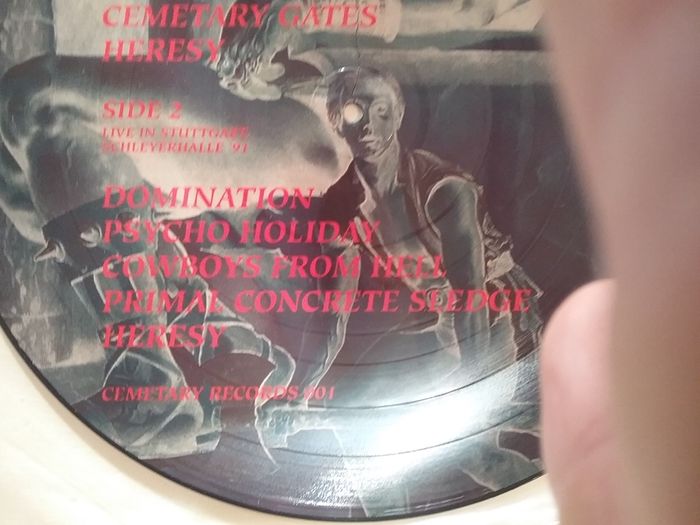 CEMETARY GATES
HERESY
SIDE 2
LIVE IN STUTTGART
SCHLEYERHALLE '91
DOMINATION
PSYCHO HOLIDAY
COWBOYS FROM HELL
PRIMAL CONCRETE SLEDGE
HERESY
CEMETARY RECORDS 001